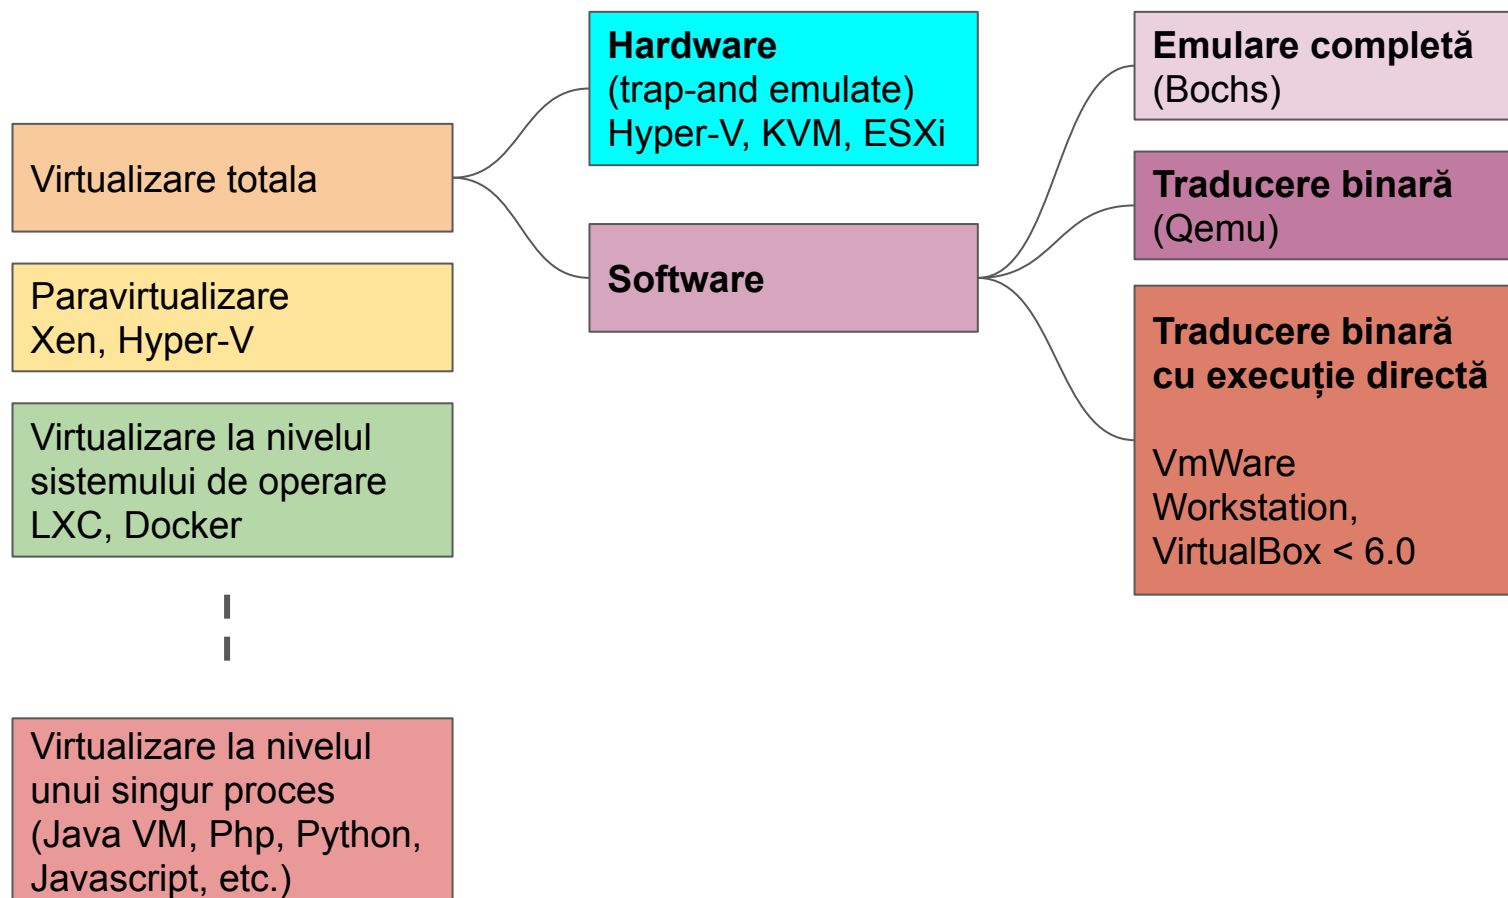 Virtualizare totala
Paravirtualizare
Xen, Hyper-V
Virtualizare la nivelul
sistemului de operare
LXC, Docker
Virtualizare la nivelul
unui singur proces
(Java VM, Php, Python,
Javascript, etc.)
Hardware
(trap-and emulate)
Hyper-V, KVM, ESXi
Software
Emulare completă
(Bochs)
Traducere binară
(Qemu)
Traducere binară
cu execuție directă
VmWare
Workstation,
VirtualBox < 6.0